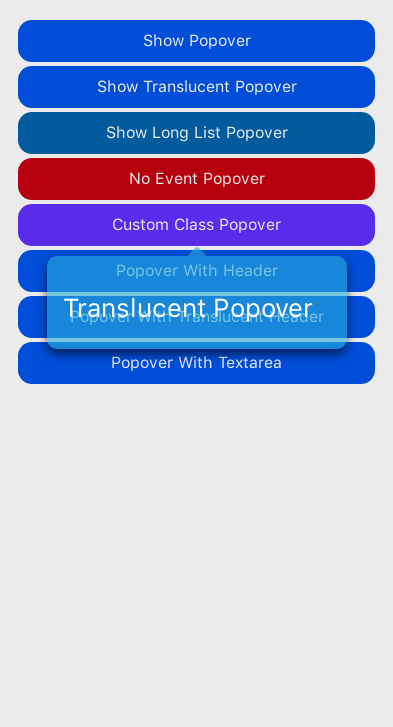 Show Popover
Show Translucent Popover
Show Long List Popover
No Event Popover
Custom Class Popover
Popover With Header
Translucent Popover
Popover With Translucent Header
Popover With Textarea